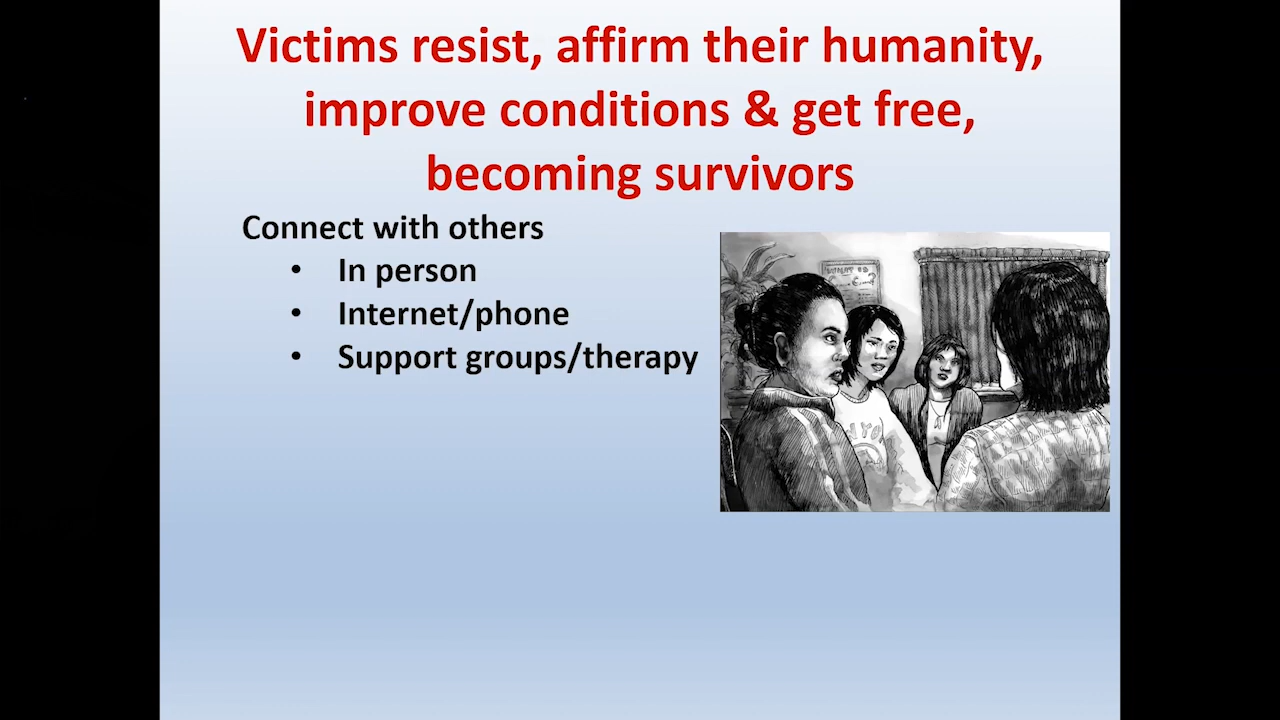 Victims resist, affirm their humanity,
improve conditions & get free,
becoming survivors
Connect with others
• In person
• Internet/phone
• Support groups/therapy